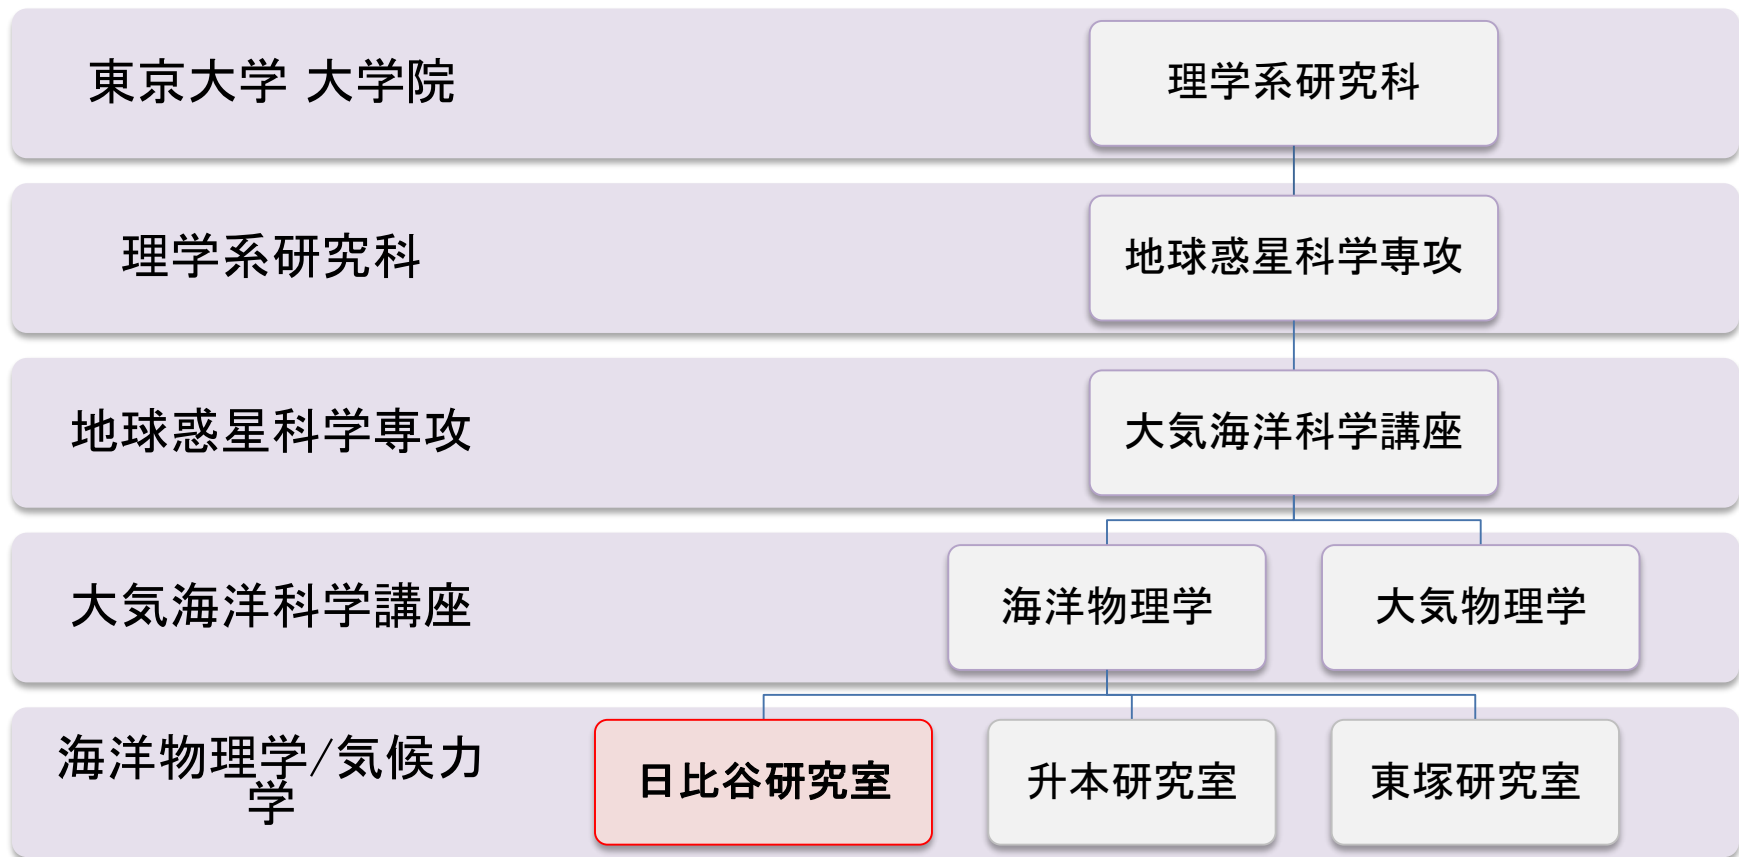 東京大学 大学院
理学系研究科
理学系研究科
地球惑星科学専攻
地球惑星科学専攻
大気海洋科学講座
大気海洋科学講座
海洋物理学
大気物理学
海洋物理学/気候力
学
日比谷研究室
升本研究室
東塚研究室